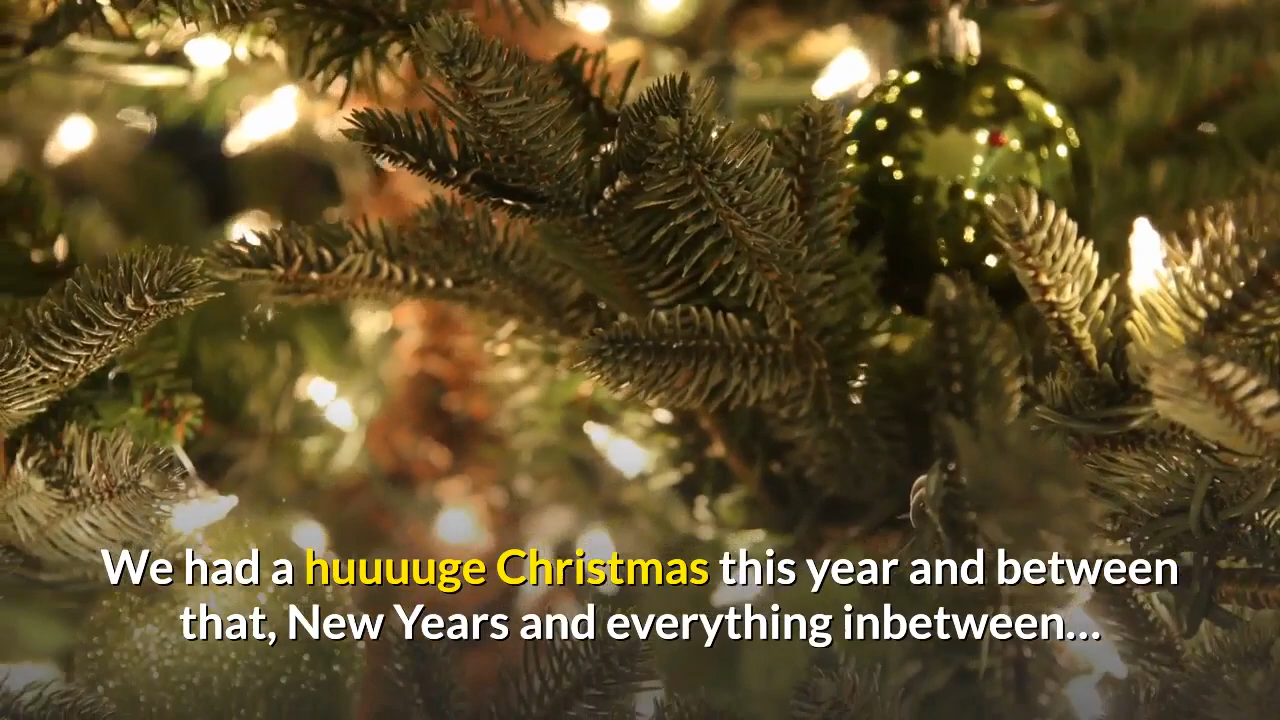 We had a huuuuge Christmas this year and between
that, New Years and everything inbetween...